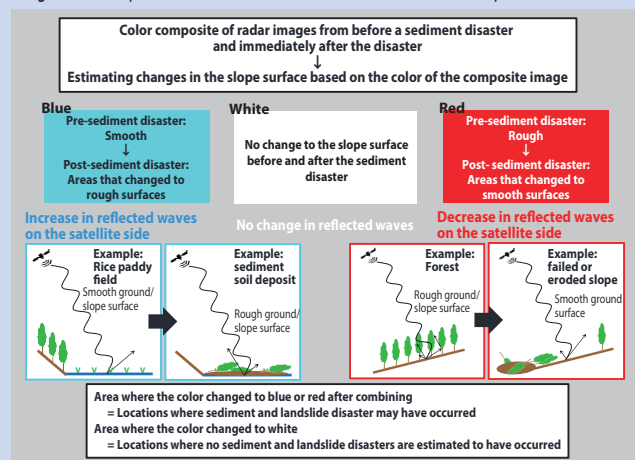 Color composite of radar images from before a sediment disaster
and immediately after the disaster
↓
Estimating changes in the slope surface based on the color of the composite image
Blue
Pre-sediment disaster:
Smooth
↓
Post-sediment disaster:
Areas that changed to
rough surfaces
Increase in reflected waves
on the satellite side
White
No change to the slope surface
before and after the sediment
disaster
No change in reflected waves
Red
Pre-sediment disaster:
Rough
↓
Post- sediment disaster:
Areas that changed to
smooth surfaces
Decrease in reflected waves
on the satellite side
Example:
Rice paddy
field
Smooth ground/
slope surface
Example:
sediment
soil deposit
Rough ground/
slope surface
Example:
Forest
Rough ground/
slope surface
Example:
failed or
eroded slope
Smooth ground
surface
Area where the color changed to blue or red after combining
= Locations where sediment and landslide disaster may have occurred
Area where the color changed to white
= Locations where no sediment and landslide disasters are estimated to have occurred